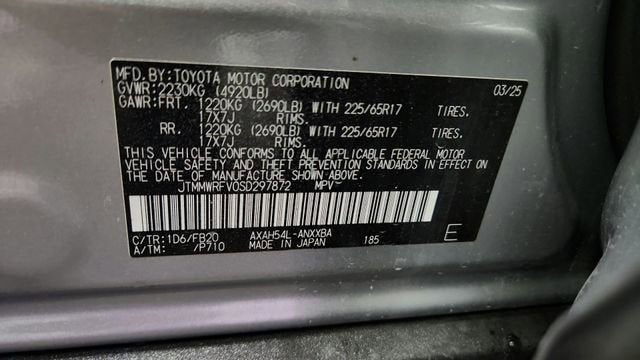 MFD.BY:TOYOTA MOTOR CORPORATION 03/25
GVWR:2230KG (4920LB)
GAWR:FRT. 1220KG (2690LB) WITH 225/65R17 TIRES.
17X7J RIMS.
RR. 1220KG (2690LB) WITH 225/65R17 TIRES.
17X7J RIMS.
THIS VEHICLE CONFORMS TO ALL APPLICABLE FEDERAL MOTOR
VEHICLE SAFETY AND THEFT PREVENTION STANDARDS IN EFFECT ON
THE DATE OF MANUFACTURE SHOWN ABOVE.
JTMMWRFV0SD297872 MPV
C/TR:1D6/FB20 AXAH54L-ANXXBA 185 E
A/TM: /P710 MADE IN JAPAN